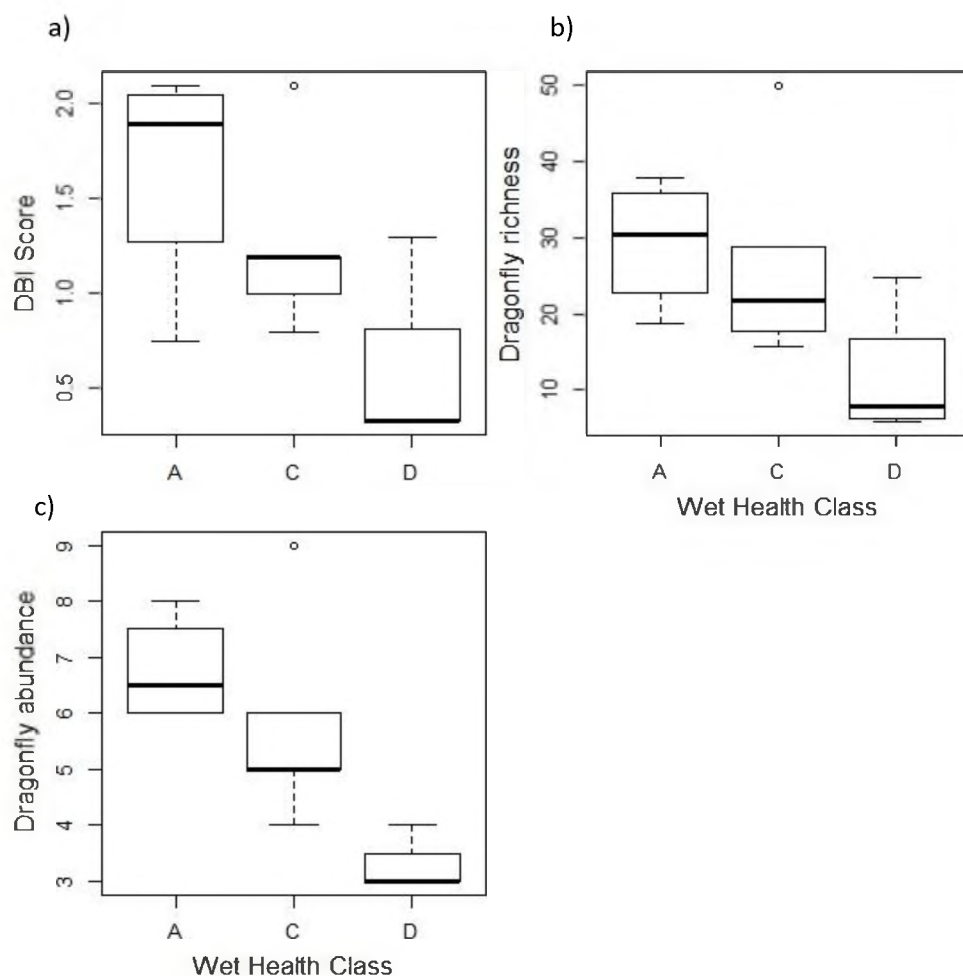 a)
DBI Score
2.0
1.5
1.0
0.5
A C D
b)
Dragonfly richness
50
40
30
20
10
A C D
Wet Health Class
c)
Dragonfly abundance
9
8
7
6
5
4
3
A C D
Wet Health Class